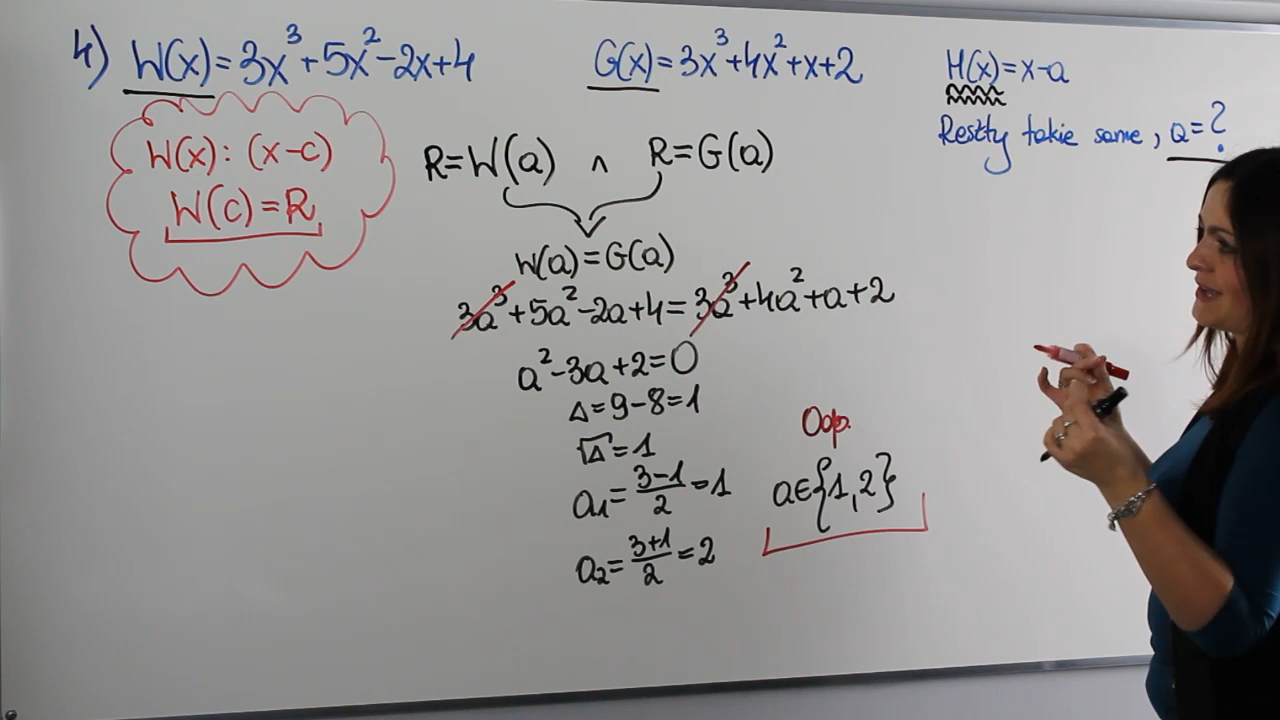 4) W(x)=3x³+5x²-2x+4 G(x)=3x³+4x²+x+2 H(x)=x-a
Reszty takie same, a=?
W(x): (x-c)
W(c)=R
R=W(a) ∧ R=G(a)
W(a)=G(a)
3a³+5a²-2a+4=3a³+4a²+a+2
a²-3a+2=0
Δ=9-8=1
√Δ=1
a₁=(3-1)/2=1
a₂=(3+1)/2=2
Odp.
a∈{1,2}